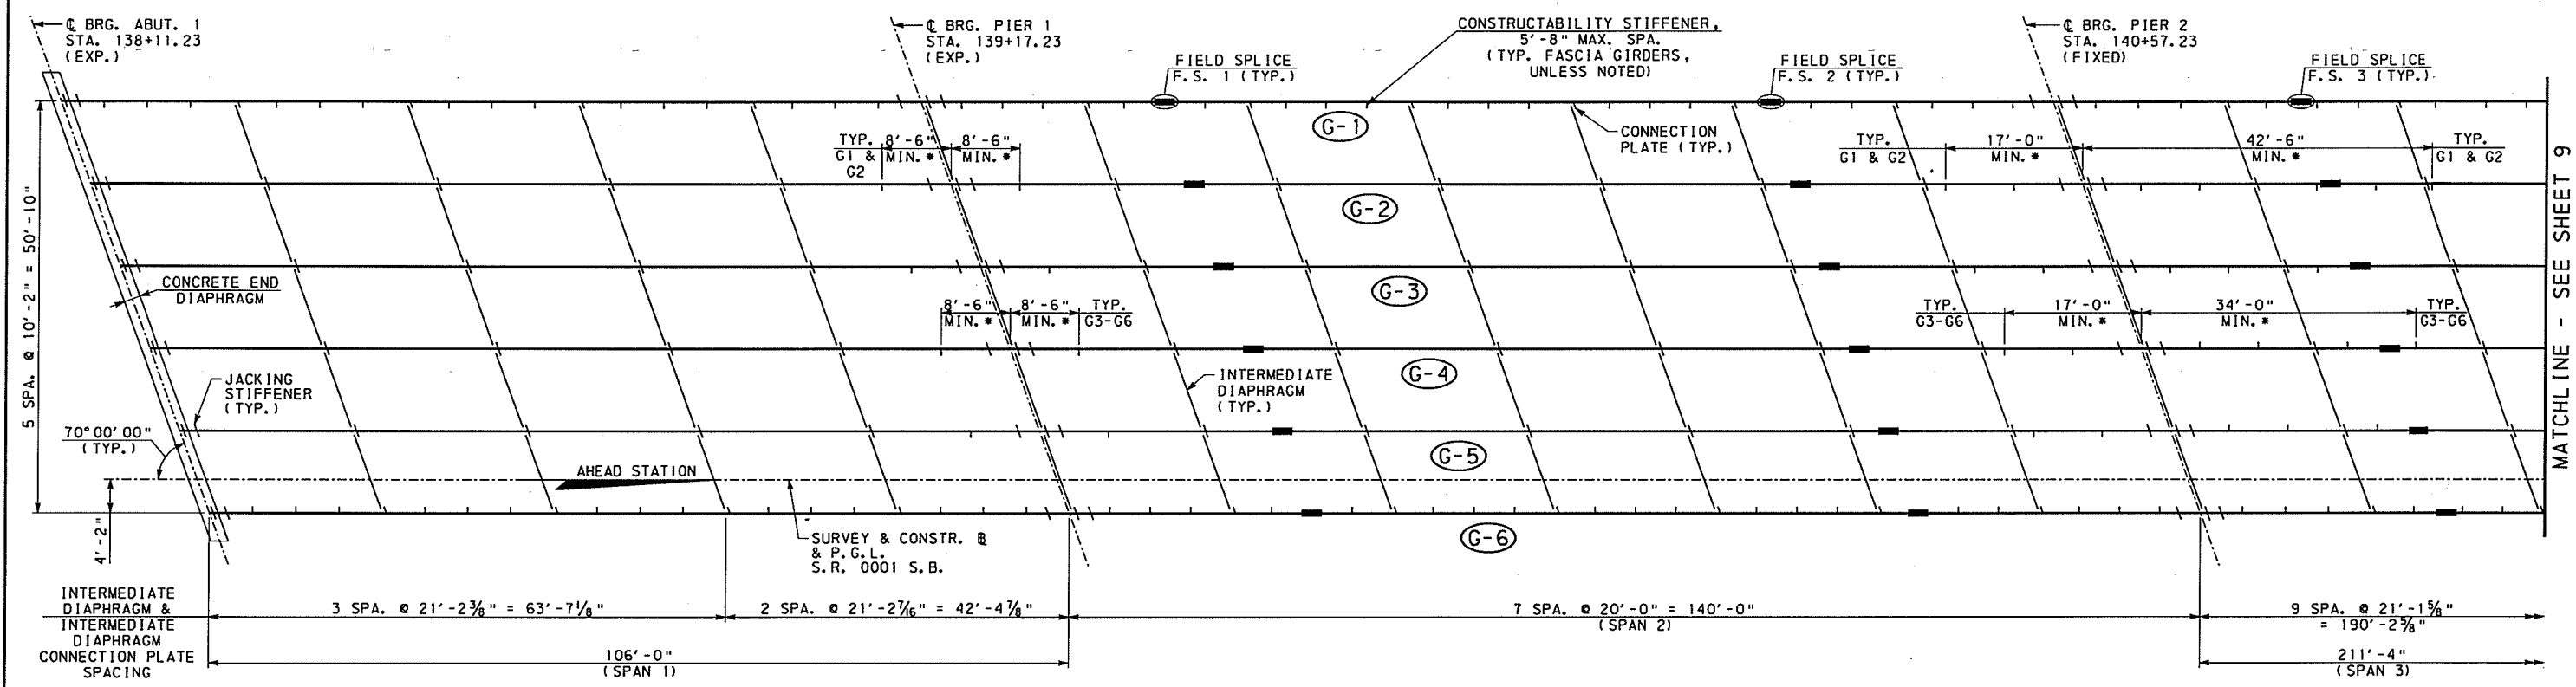 ℄ BRG. ABUT. 1
STA. 138+11.23
(EXP.)
℄ BRG. PIER 1
STA. 139+17.23
(EXP.)
FIELD SPLICE
F.S. 1 (TYP.)
CONSTRUCTABILITY STIFFENER,
5'-8" MAX. SPA.
(TYP. FASCIA GIRDERS,
UNLESS NOTED)
FIELD SPLICE
F.S. 2 (TYP.)
℄ BRG. PIER 2
STA. 140+57.23
(FIXED)
FIELD SPLICE
F.S. 3 (TYP.)
G-1
CONNECTION
PLATE (TYP.)
TYP.
G1 &
G2
8'-6"
MIN. *
8'-6"
MIN. *
TYP.
G1 & G2
17'-0"
MIN. *
42'-6"
MIN. *
TYP.
G1 & G2
G-2
5 SPA. @ 10'-2" = 50'-10"
CONCRETE END
DIAPHRAGM
G-3
8'-6"
MIN. *
8'-6"
MIN. *
TYP.
G3-G6
TYP.
G3-G6
17'-0"
MIN. *
34'-0"
MIN. *
TYP.
G3-G6
MATCHLINE - SEE SHEET 9
JACKING
STIFFENER
(TYP.)
INTERMEDIATE
DIAPHRAGM
(TYP.)
G-4
70°00'00"
(TYP.)
AHEAD STATION
G-5
4'-2"
SURVEY & CONSTR. B
& P.G.L.
S.R. 0001 S.B.
G-6
INTERMEDIATE
DIAPHRAGM &
INTERMEDIATE
DIAPHRAGM
CONNECTION PLATE
SPACING
3 SPA. @ 21'-2⅜" = 63'-7⅛"
2 SPA. @ 21'-2⁷⁄₁₆" = 42'-4⅞"
7 SPA. @ 20'-0" = 140'-0"
(SPAN 2)
9 SPA. @ 21'-1⅝"
= 190'-2⅝"
106'-0"
(SPAN 1)
211'-4"
(SPAN 3)